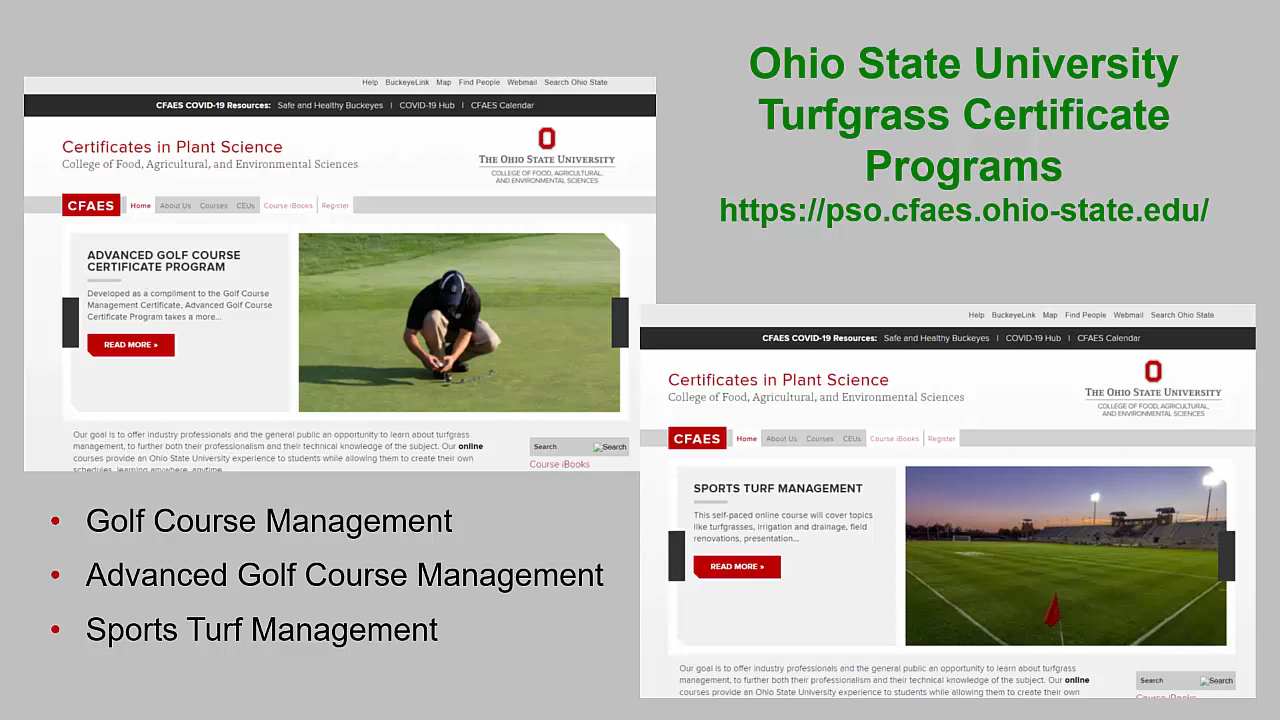 Ohio State University
Turfgrass Certificate
Programs
https://pso.cfaes.ohio-state.edu/
Help BuckeyeLink Map Find People Webmail Search Ohio State
CFAES COVID-19 Resources: Safe and Healthy Buckeyes | COVID-19 Hub | CFAES Calendar
Certificates in Plant Science
College of Food, Agricultural, and Environmental Sciences
THE OHIO STATE UNIVERSITY
COLLEGE OF FOOD, AGRICULTURAL,
AND ENVIRONMENTAL SCIENCES
CFAES Home About Us Courses CEUs Course iBooks Register
ADVANCED GOLF COURSE
CERTIFICATE PROGRAM
Developed as a compliment to the Golf Course
Management Certificate, Advanced Golf Course
Certificate Program takes a more...
READ MORE »
Our goal is to offer industry professionals and the general public an opportunity to learn about turfgrass
management, to further both their professionalism and their technical knowledge of the subject. Our online
courses provide an Ohio State University experience to students while allowing them to create their own
schedules, learning anywhere, anytime.
Search Search
Course iBooks
Help BuckeyeLink Map Find People Webmail Search Ohio State
CFAES COVID-19 Resources: Safe and Healthy Buckeyes | COVID-19 Hub | CFAES Calendar
Certificates in Plant Science
College of Food, Agricultural, and Environmental Sciences
THE OHIO STATE UNIVERSITY
COLLEGE OF FOOD, AGRICULTURAL,
AND ENVIRONMENTAL SCIENCES
CFAES Home About Us Courses CEUs Course iBooks Register
SPORTS TURF MANAGEMENT
This self-paced online course will cover topics
like turfgrasses, irrigation and drainage, field
renovations, presentation...
READ MORE »
Our goal is to offer industry professionals and the general public an opportunity to learn about turfgrass
management, to further both their professionalism and their technical knowledge of the subject. Our online
courses provide an Ohio State University experience to students while allowing them to create their own
Search Search
Course iBooks
• Golf Course Management
• Advanced Golf Course Management
• Sports Turf Management